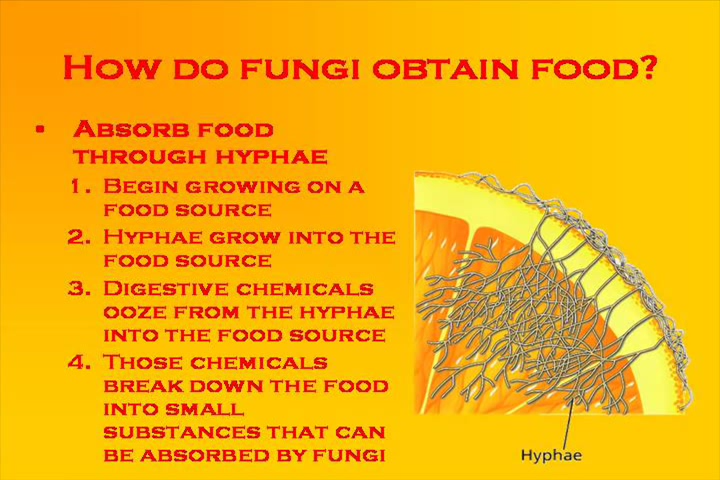 How do fungi obtain food?
▪ Absorb food
through hyphae
1. Begin growing on a
food source
2. Hyphae grow into the
food source
3. Digestive chemicals
ooze from the hyphae
into the food source
4. Those chemicals
break down the food
into small
substances that can
be absorbed by fungi
Hyphae